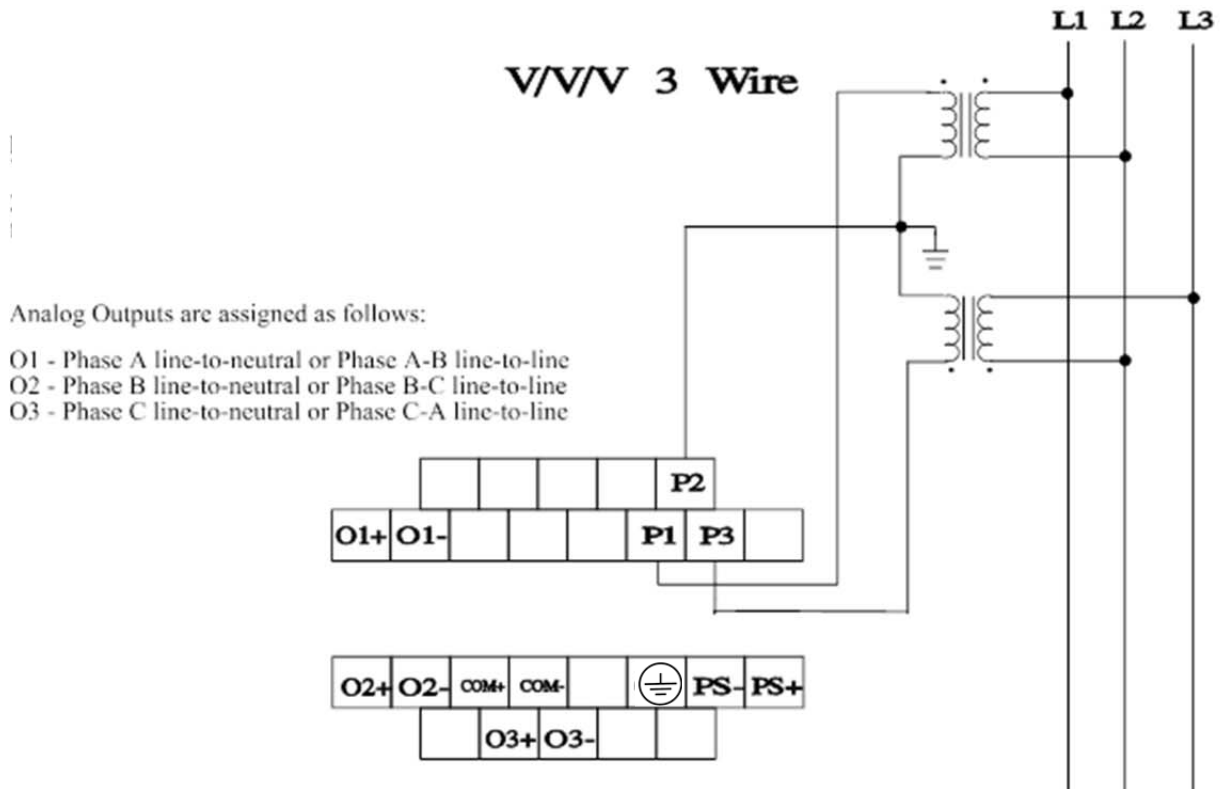 L1 L2 L3
V/V/V 3 Wire
Analog Outputs are assigned as follows:
O1 - Phase A line-to-neutral or Phase A-B line-to-line
O2 - Phase B line-to-neutral or Phase B-C line-to-line
O3 - Phase C line-to-neutral or Phase C-A line-to-line
P2
O1+ O1- P1 P3
O2+ O2- COM+ COM- PS- PS+
O3+ O3-